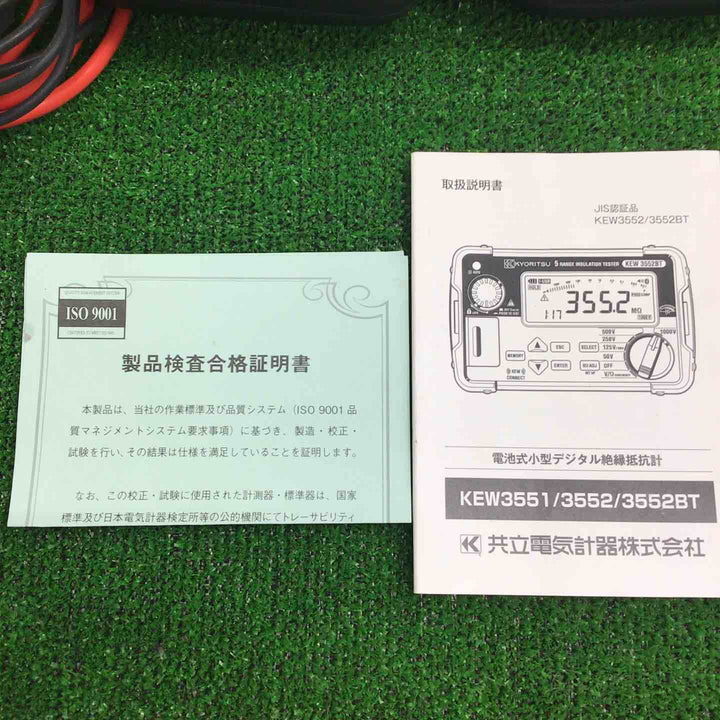 ISO 9001
製品検査合格証明書
本製品は、当社の作業標準及び品質システム（ISO 9001 品
質マネジメントシステム要求事項）に基づき、製造・校正・
試験を行い、その結果は仕様を満足していることを証明します。
なお、この校正・試験に使用された計測器・標準器は、国家
標準及び日本電気計器検定所等の公的機関にてトレーサビリティ
取扱説明書
JIS認証品
KEW3552/3552BT
KYORITSU 5 RANGE INSULATION TESTER KEW 3552BT
355.2
MΩ
1:17
500V
250V
1000V
125V
50V
OFF
MEMORY
ESC
SELECT
ENTER
KEW
CONNECT
電池式小型デジタル絶縁抵抗計
KEW3551/3552/3552BT
共立電気計器株式会社